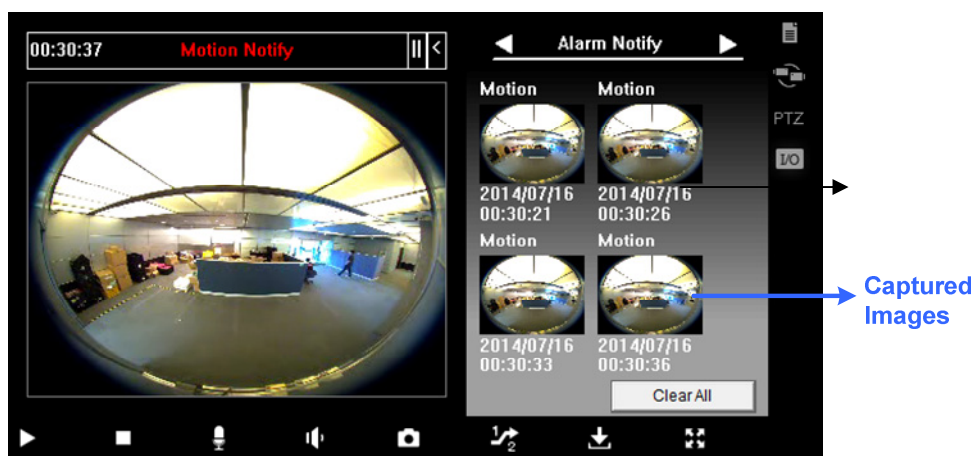 00:30:37 Motion Notify
Alarm Notify
Motion Motion
2014/07/16 2014/07/16
00:30:21 00:30:26
Motion Motion
2014/07/16 2014/07/16
00:30:33 00:30:36
Clear All
PTZ
I/O
Captured
Images
1
2